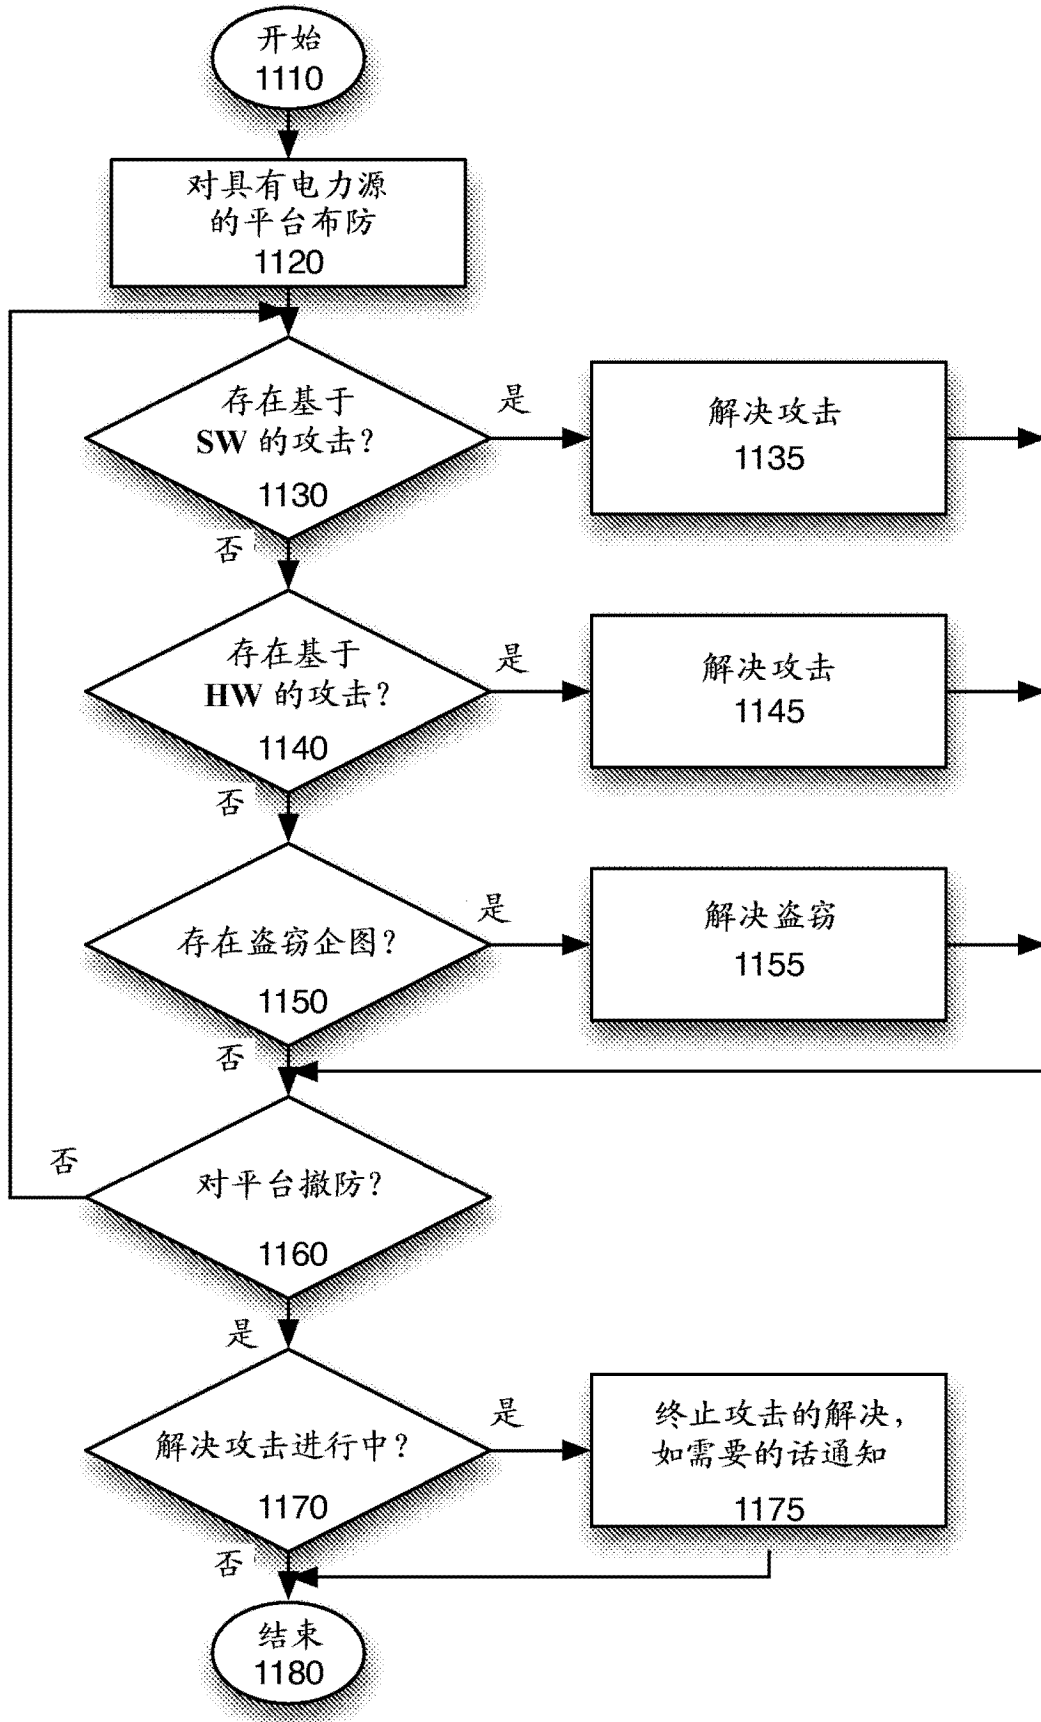 开始
1110
对具有电力源
的平台布防
1120
存在基于
SW 的攻击?
1130
是
解决攻击
1135
否
存在基于
HW 的攻击?
1140
是
解决攻击
1145
否
存在盗窃企图?
1150
是
解决盗窃
1155
否
对平台撤防?
1160
否
是
解决攻击进行中?
1170
是
终止攻击的解决,
如需要的话通知
1175
否
结束
1180